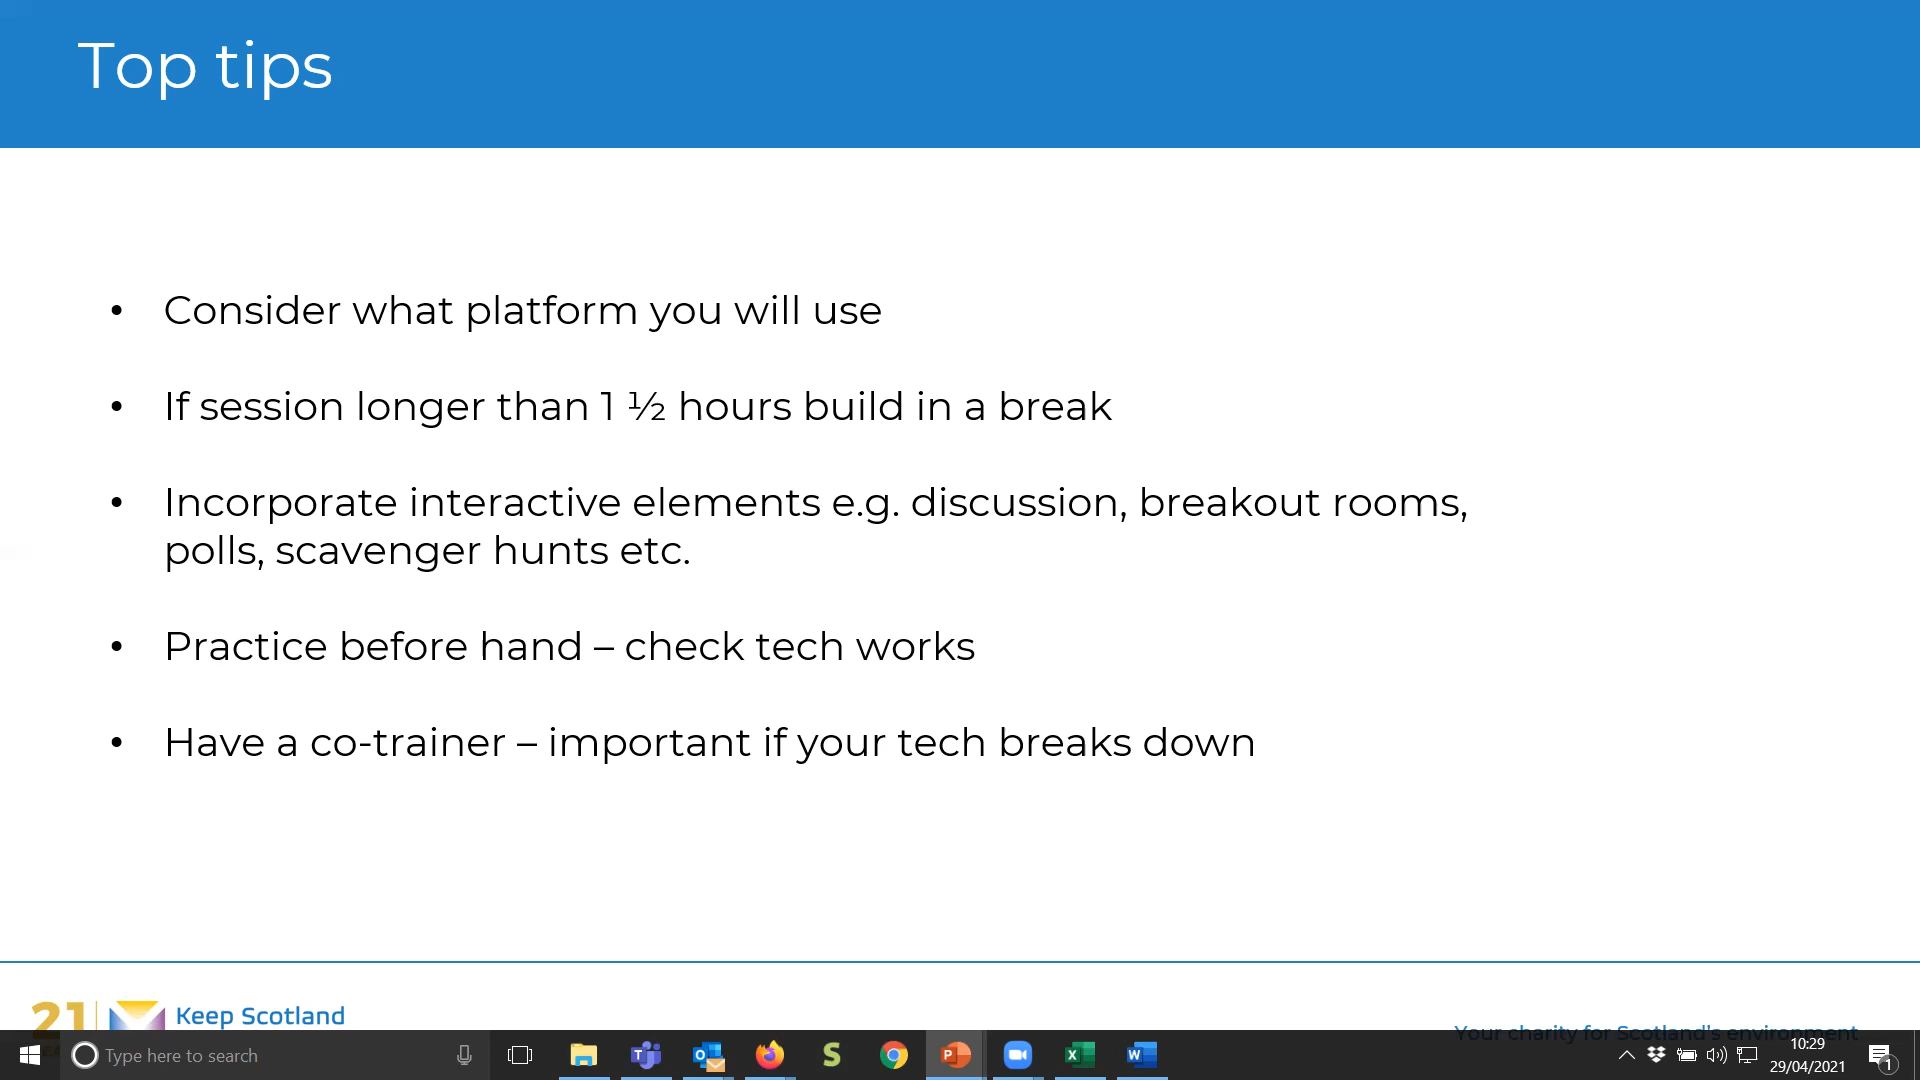 Top tips
• Consider what platform you will use
• If session longer than 1 ½ hours build in a break
• Incorporate interactive elements e.g. discussion, breakout rooms,
polls, scavenger hunts etc.
• Practice before hand – check tech works
• Have a co-trainer – important if your tech breaks down
21
Keep Scotland
Your charity for Scotland's environment
Type here to search
10:29
29/04/2021
1